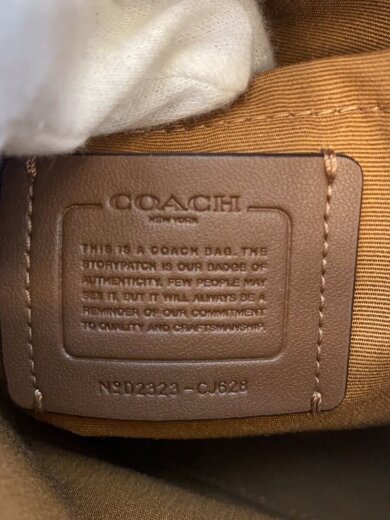 COACH
NEW YORK
THIS IS A COACH BAG. THE
STORYPATCH IS OUR BADGE OF
AUTHENTICITY. FEW PEOPLE MAY
SEE IT, BUT IT WILL ALWAYS BE A
REMINDER OF OUR COMMITMENT
TO QUALITY AND CRAFTSMANSHIP.
NºD2323-CJ628